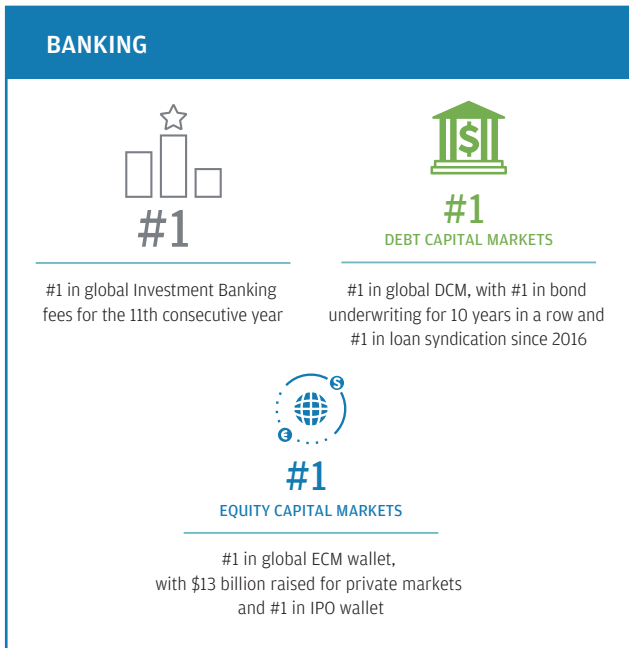 BANKING
#1
#1 in global Investment Banking
fees for the 11th consecutive year
$
#1
DEBT CAPITAL MARKETS
#1 in global DCM, with #1 in bond
underwriting for 10 years in a row and
#1 in loan syndication since 2016
$
€
#1
EQUITY CAPITAL MARKETS
#1 in global ECM wallet,
with $13 billion raised for private markets
and #1 in IPO wallet